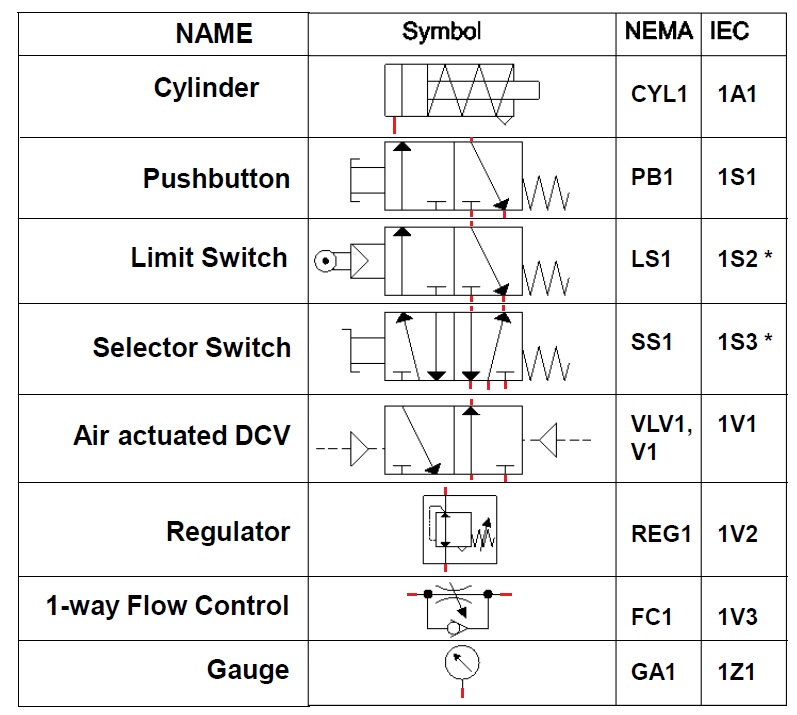 NAME Symbol NEMA IEC
Cylinder CYL1 1A1
Pushbutton PB1 1S1
Limit Switch LS1 1S2 *
Selector Switch SS1 1S3 *
Air actuated DCV VLV1, 1V1
V1
Regulator REG1 1V2
1-way Flow Control FC1 1V3
Gauge GA1 1Z1